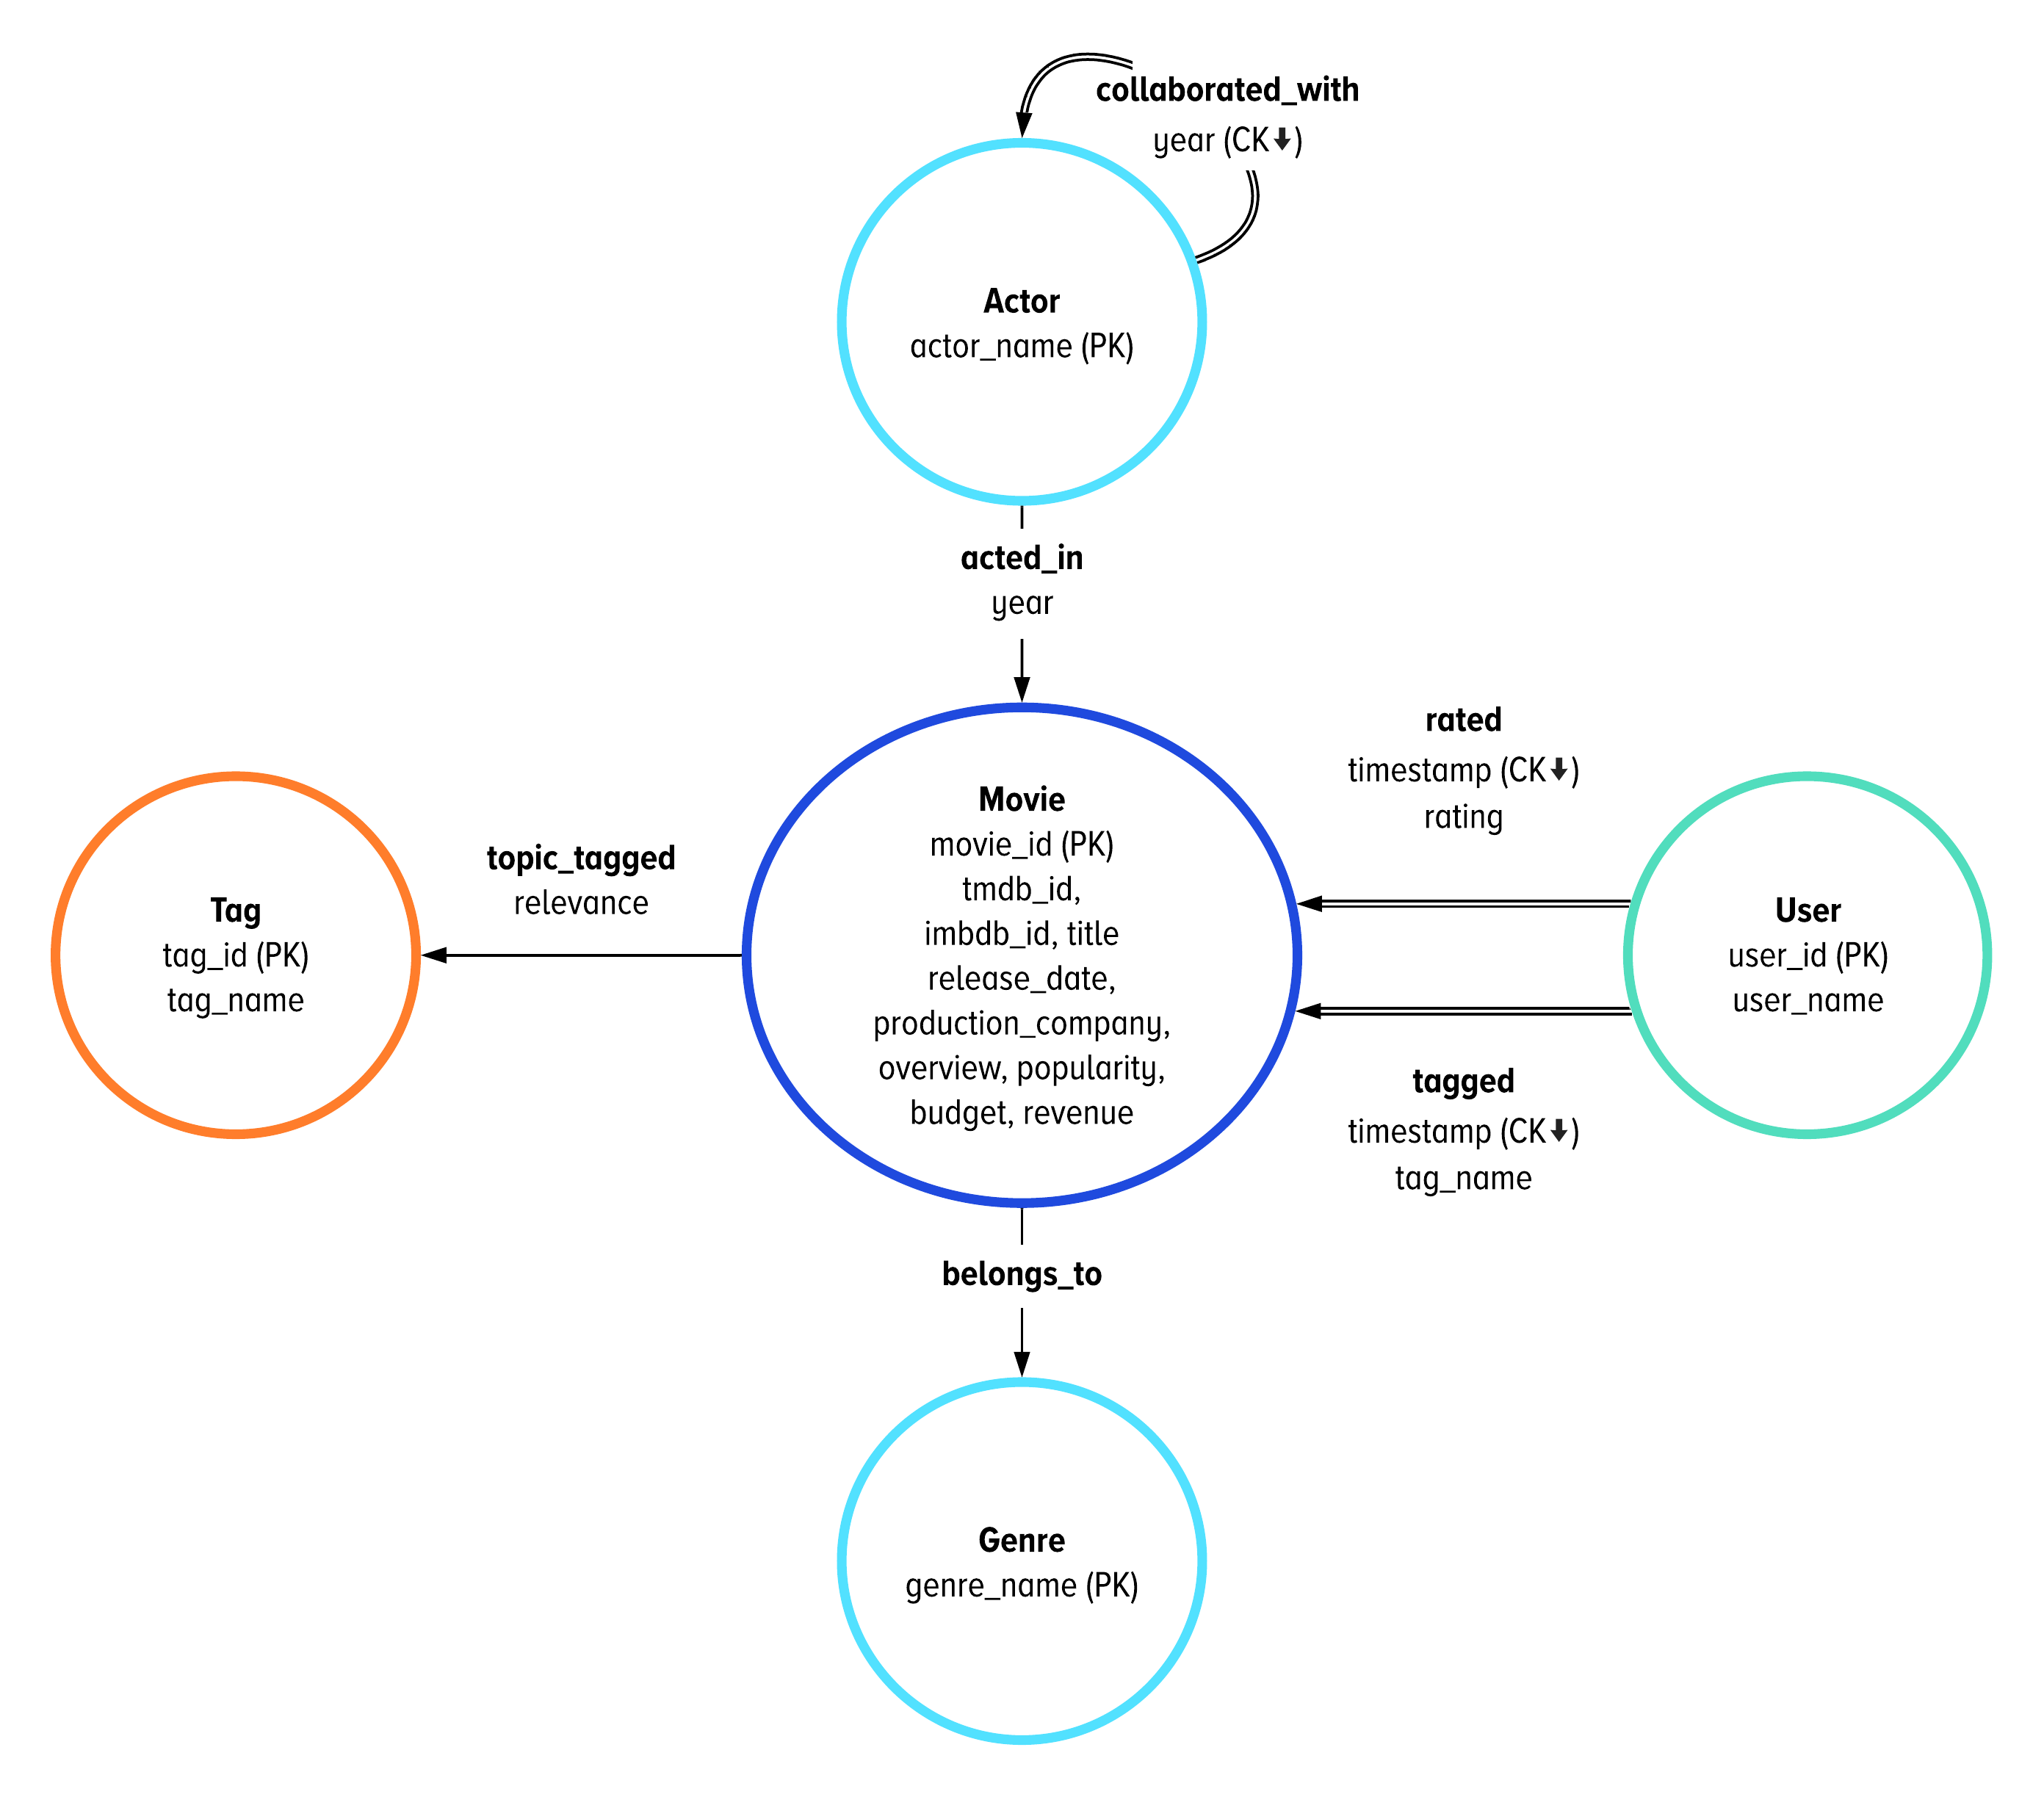 collaborated_with
year (CK⬇)
Actor
actor_name (PK)
acted_in
year
rated
timestamp (CK⬇)
rating
Movie
movie_id (PK)
tmdb_id,
imbdb_id, title
release_date,
production_company,
overview, popularity,
budget, revenue
topic_tagged
relevance
Tag
tag_id (PK)
tag_name
User
user_id (PK)
user_name
tagged
timestamp (CK⬇)
tag_name
belongs_to
Genre
genre_name (PK)